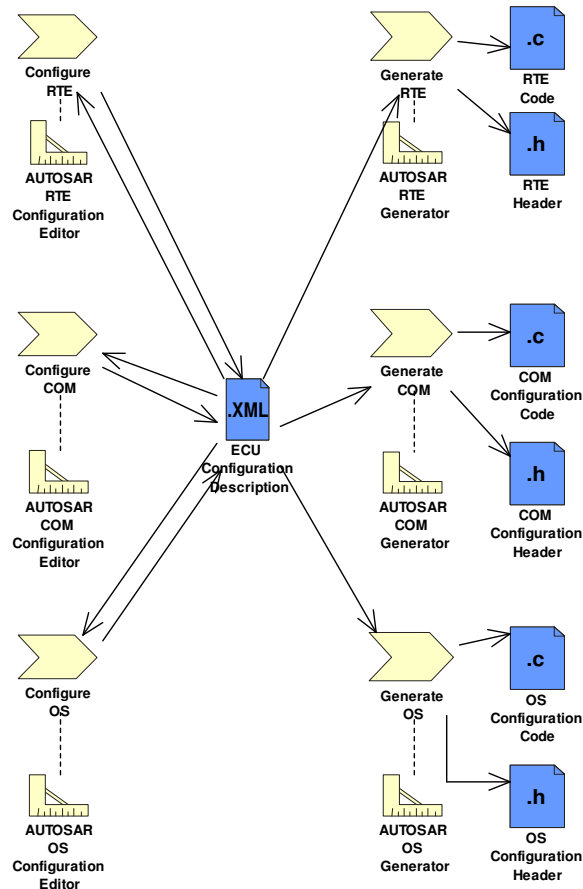 Configure
RTE
AUTOSAR
RTE
Configuration
Editor
Generate
RTE
AUTOSAR
RTE
Generator
.c
RTE
Code
.h
RTE
Header
Configure
COM
AUTOSAR
COM
Configuration
Editor
.XML
ECU
Configuration
Description
Generate
COM
AUTOSAR
COM
Generator
.c
COM
Configuration
Code
.h
COM
Configuration
Header
Configure
OS
AUTOSAR
OS
Configuration
Editor
Generate
OS
AUTOSAR
OS
Generator
.c
OS
Configuration
Code
.h
OS
Configuration
Header